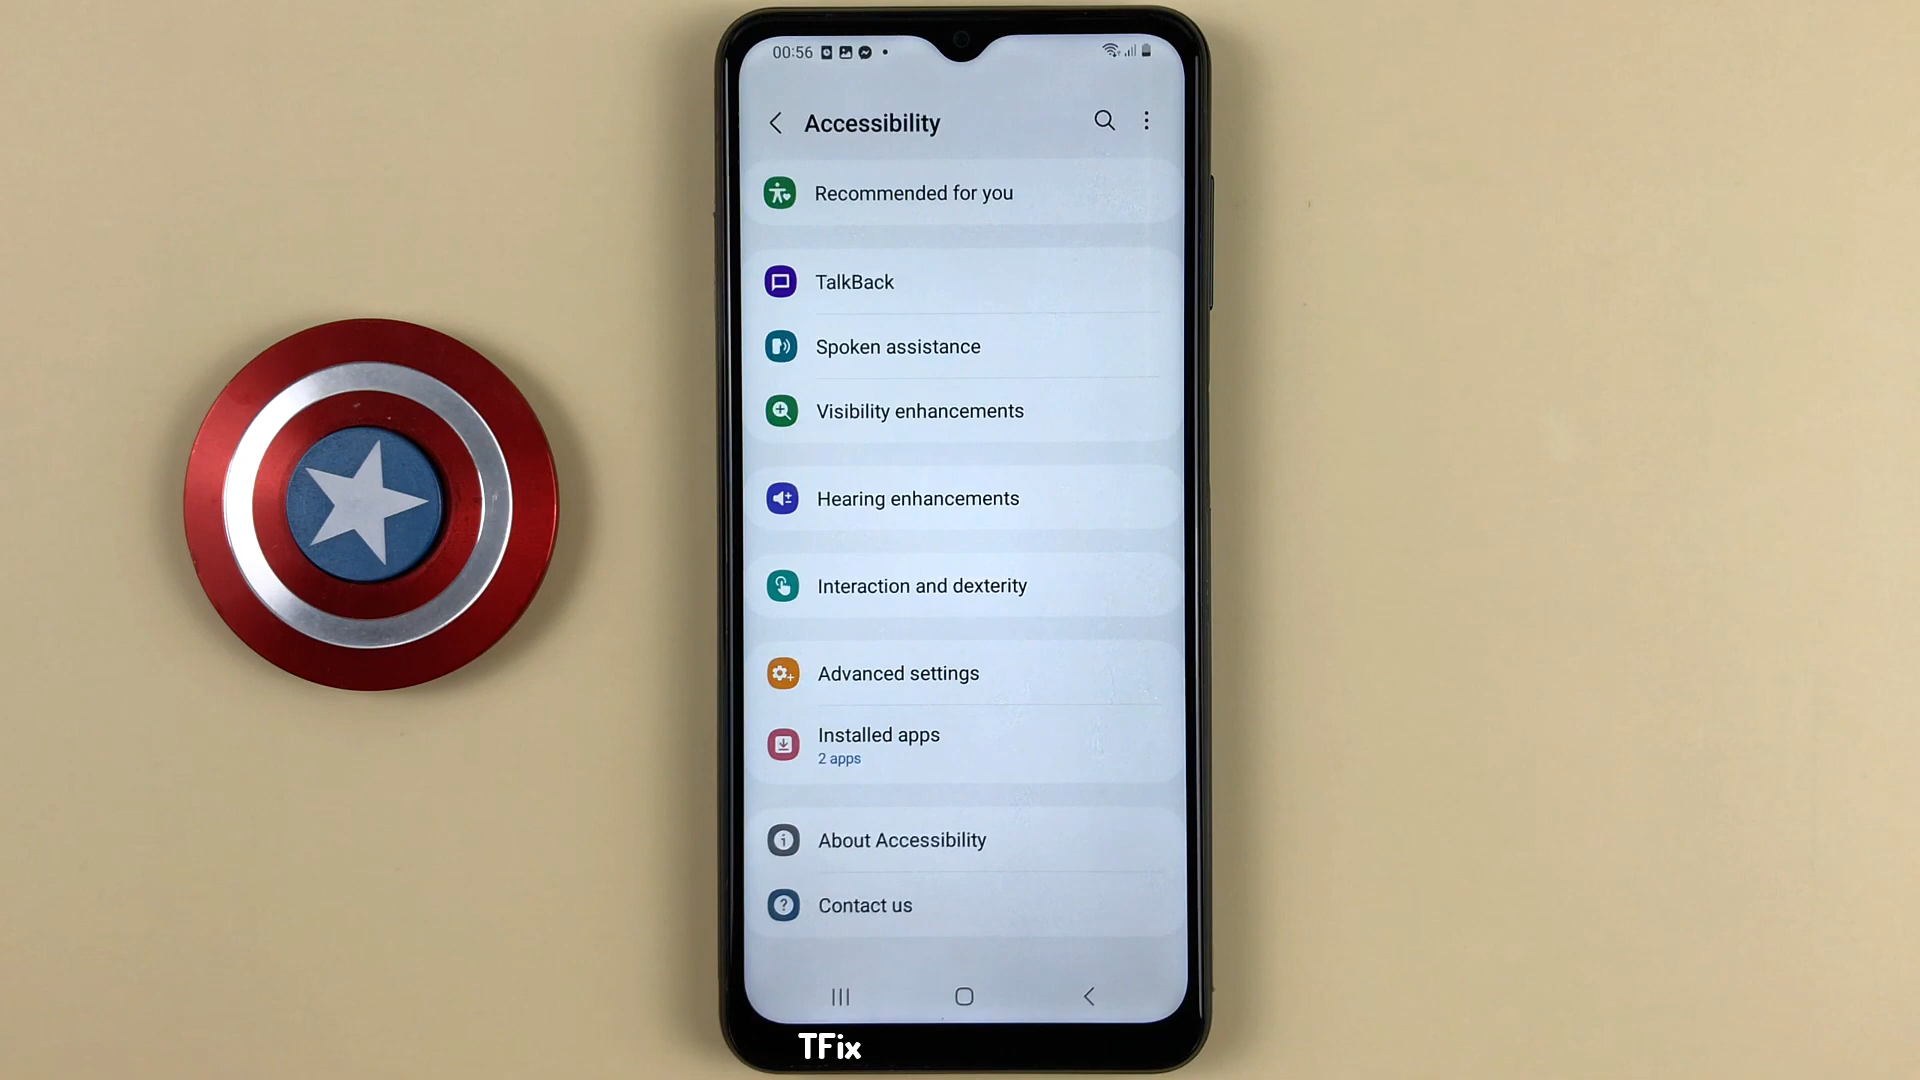 00:56
Accessibility
Recommended for you
TalkBack
Spoken assistance
Visibility enhancements
Hearing enhancements
Interaction and dexterity
Advanced settings
Installed apps
2 apps
About Accessibility
Contact us
TFix